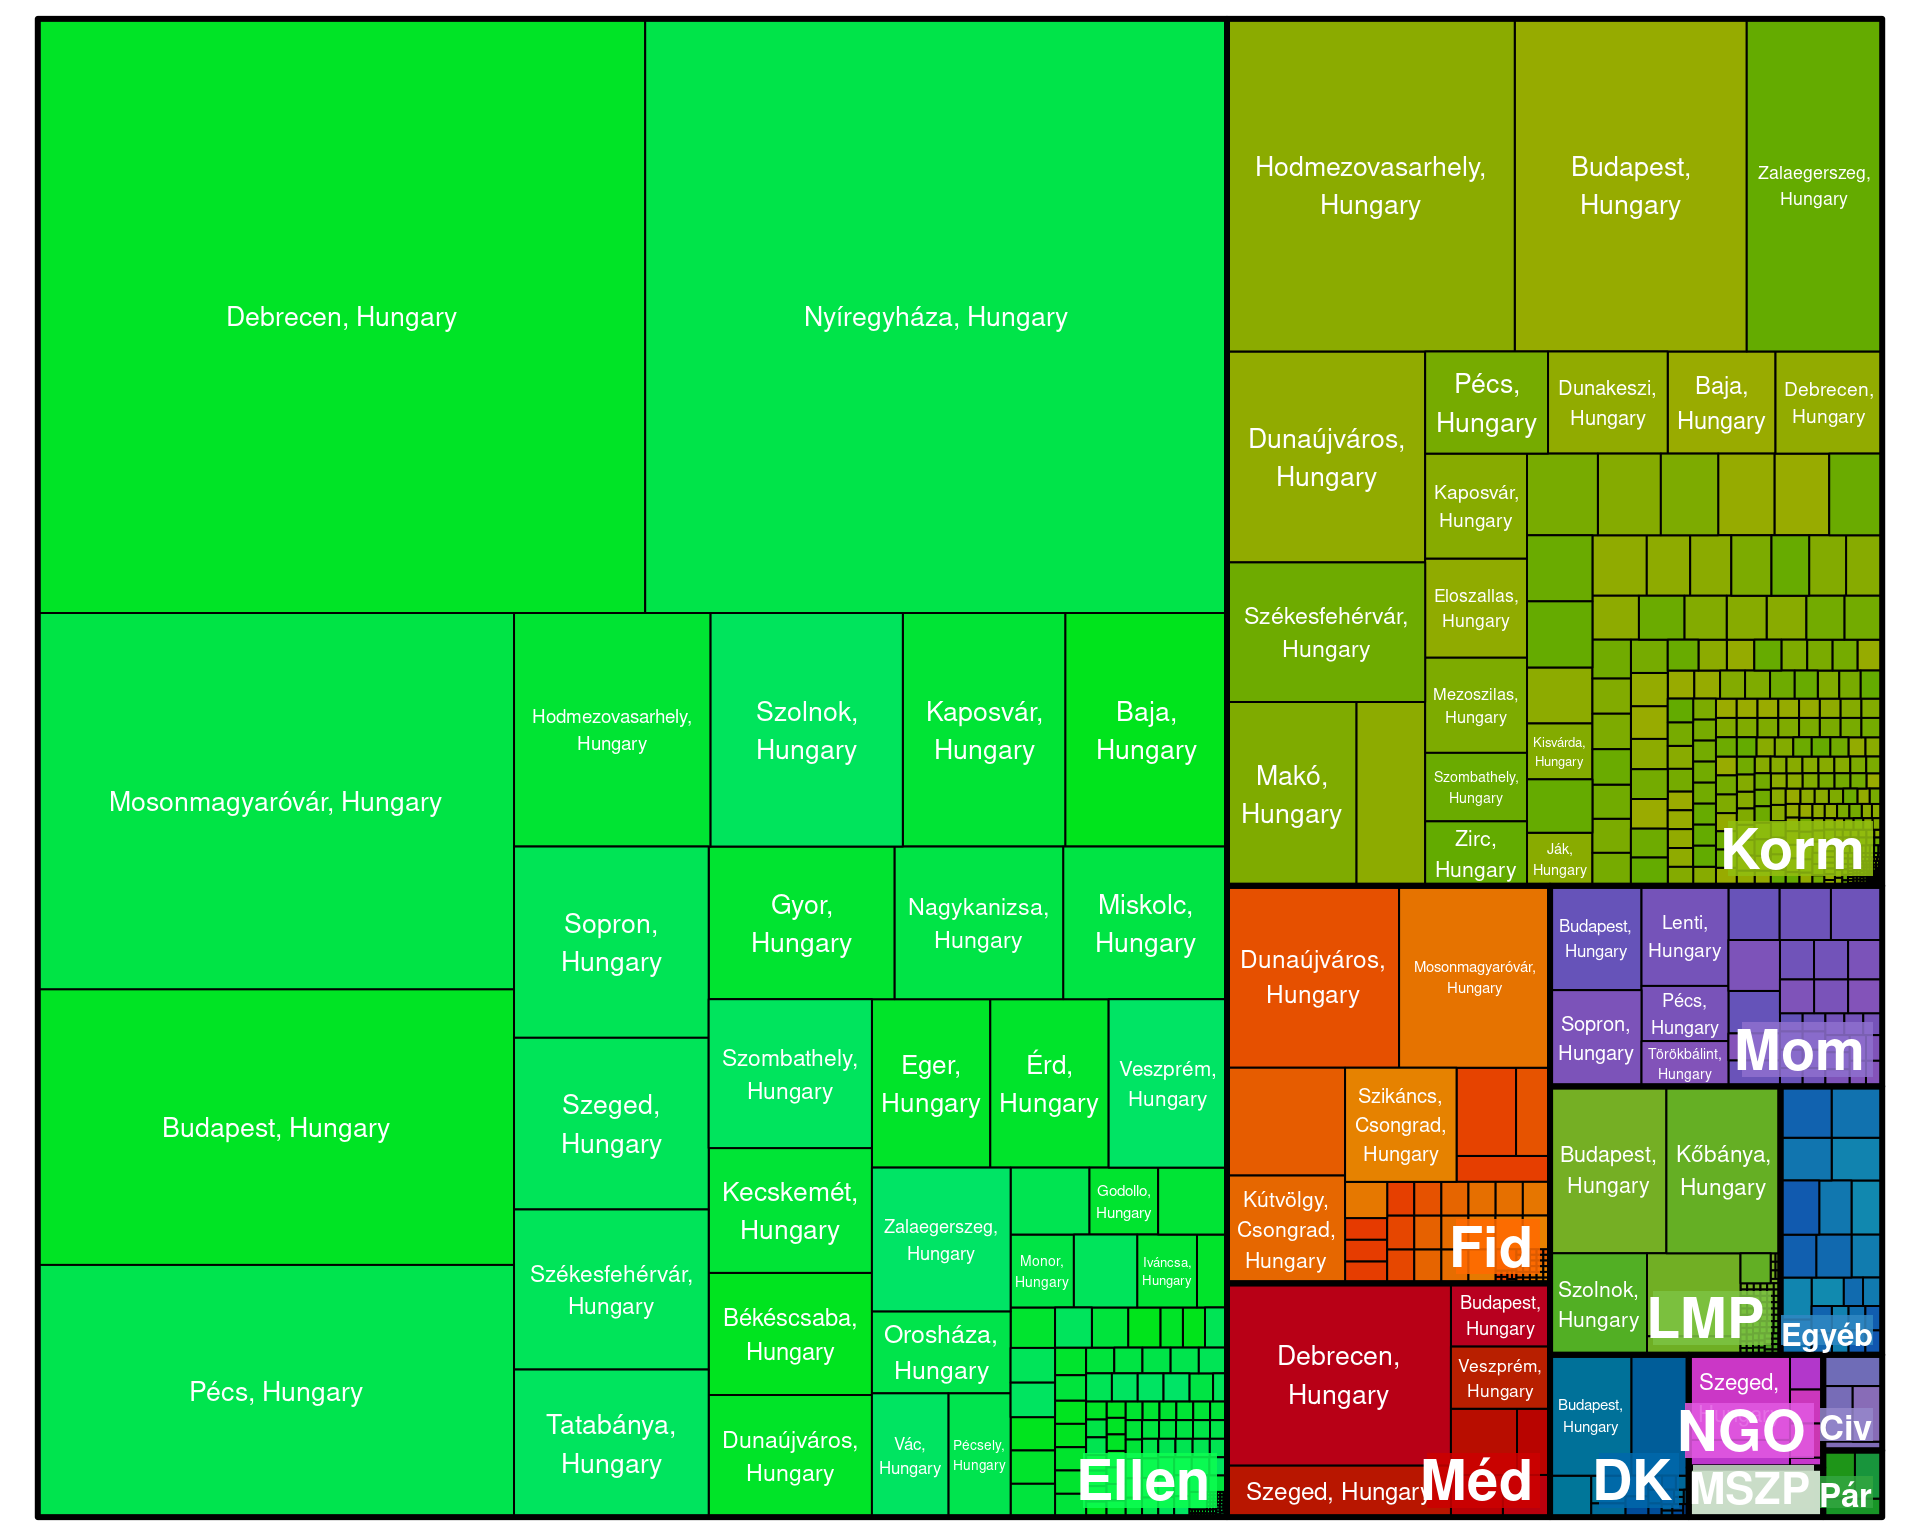 Debrecen, Hungary
Nyíregyháza, Hungary
Mosonmagyaróvár, Hungary
Budapest, Hungary
Pécs, Hungary
Hodmezovasarhely,
Hungary
Szolnok,
Hungary
Kaposvár,
Hungary
Baja,
Hungary
Sopron,
Hungary
Szeged,
Hungary
Székesfehérvár,
Hungary
Tatabánya,
Hungary
Gyor,
Hungary
Nagykanizsa,
Hungary
Miskolc,
Hungary
Szombathely,
Hungary
Kecskemét,
Hungary
Békéscsaba,
Hungary
Dunaújváros,
Hungary
Eger,
Hungary
Érd,
Hungary
Veszprém,
Hungary
Zalaegerszeg,
Hungary
Orosháza,
Hungary
Vác,
Hungary
Pécsely,
Hungary
Godollo,
Hungary
Monor,
Hungary
Iváncsa,
Hungary
Ellen
Hodmezovasarhely,
Hungary
Budapest,
Hungary
Zalaegerszeg,
Hungary
Dunaújváros,
Hungary
Székesfehérvár,
Hungary
Makó,
Hungary
Pécs,
Hungary
Dunakeszi,
Hungary
Baja,
Hungary
Debrecen,
Hungary
Kaposvár,
Hungary
Eloszallas,
Hungary
Mezoszilas,
Hungary
Szombathely,
Hungary
Zirc,
Hungary
Kisvárda,
Hungary
Ják,
Hungary
Korm
Dunaújváros,
Hungary
Mosonmagyaróvár,
Hungary
Szikáncs,
Csongrad,
Hungary
Kútvölgy,
Csongrad,
Hungary
Fid
Debrecen,
Hungary
Budapest,
Hungary
Veszprém,
Hungary
Szeged, Hungary
Méd
Budapest,
Hungary
Lenti,
Hungary
Sopron,
Hungary
Pécs,
Hungary
Törökbálint,
Hungary
Mom
Budapest,
Hungary
Kőbánya,
Hungary
Szolnok,
Hungary
LMP
Egyéb
Budapest,
Hungary
DK
Szeged,
NGO
Civ
MSZP
Pár